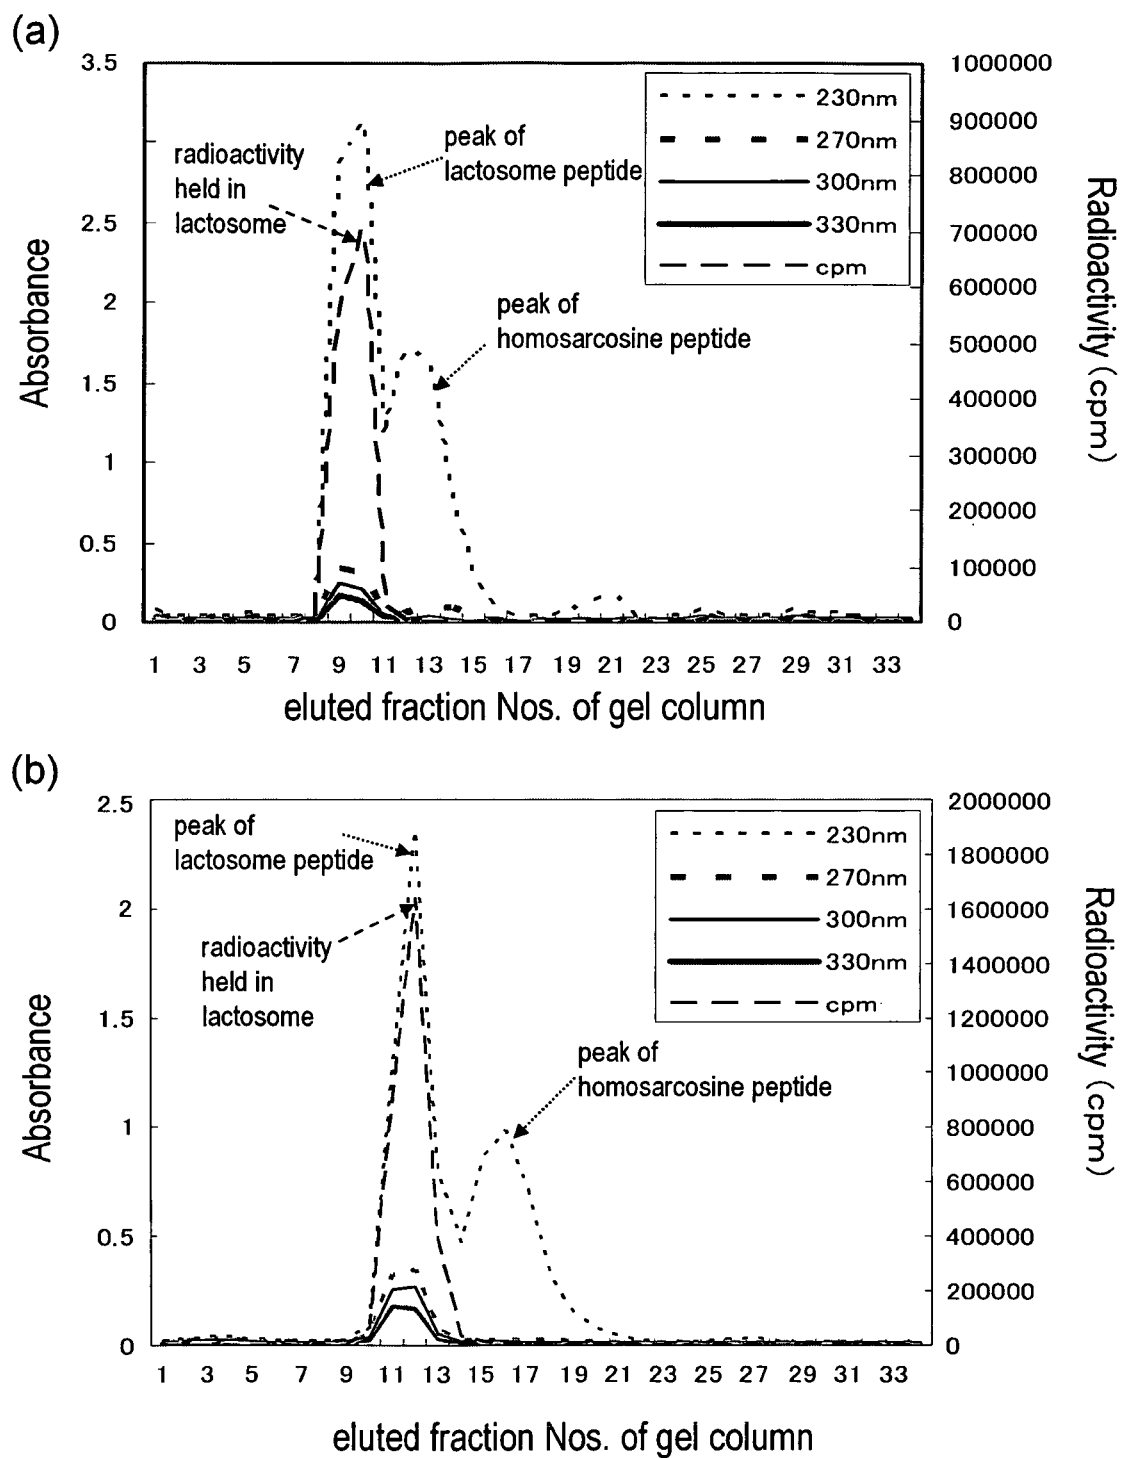 (a)
3.5
2.5
2
1.5
1
0.5
0
Absorbance
1000000
900000
800000
700000
600000
500000
400000
300000
200000
100000
0
Radioactivity (cpm)
230nm
270nm
300nm
330nm
cpm
radioactivity
held in
lactosome
peak of
lactosome peptide
peak of
homosarcosine peptide
1 3 5 7 9 11 13 15 17 19 21 23 25 27 29 31 33
eluted fraction Nos. of gel column
(b)
2.5
2
1.5
1
0.5
0
Absorbance
2000000
1800000
1600000
1400000
1200000
1000000
800000
600000
400000
200000
0
Radioactivity (cpm)
230nm
270nm
300nm
330nm
cpm
peak of
lactosome peptide
radioactivity
held in
lactosome
peak of
homosarcosine peptide
1 3 5 7 9 11 13 15 17 19 21 23 25 27 29 31 33
eluted fraction Nos. of gel column